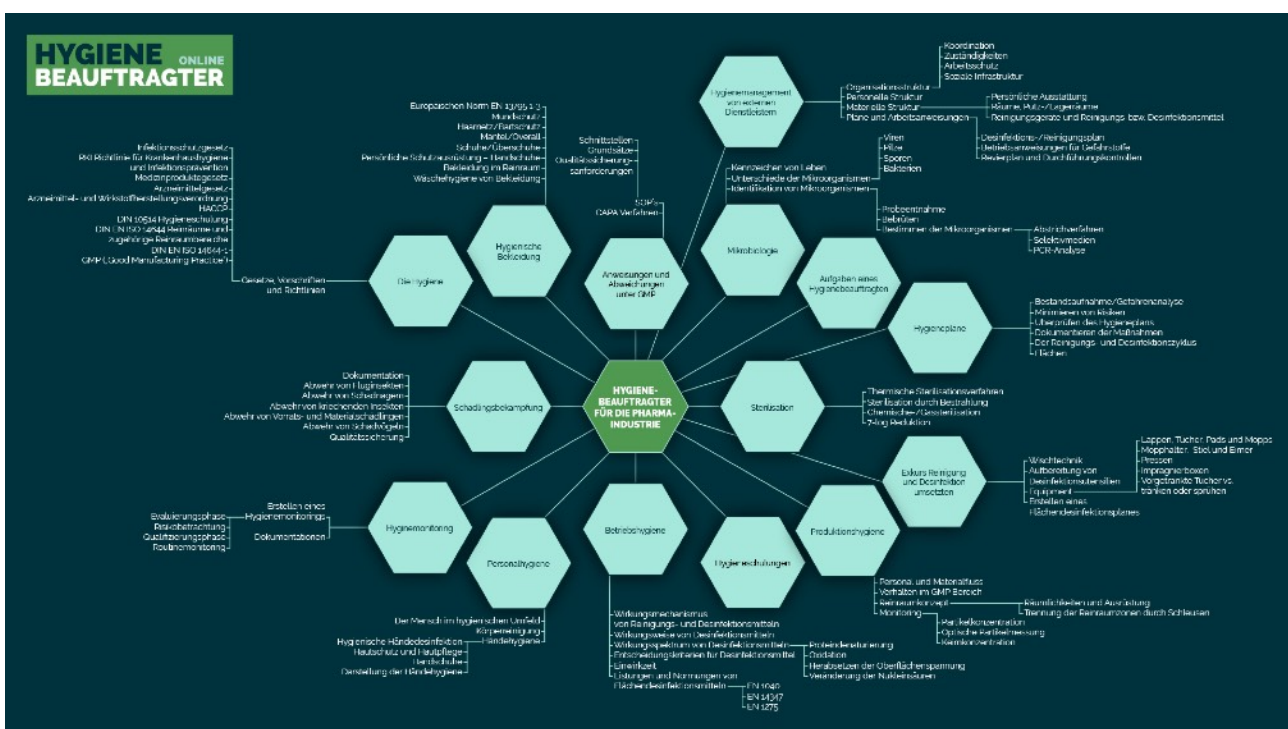 HYGIENE ONLINE
BEAUFTRAGTER
HYGIENE-
BEAUFTRAGTER
FÜR DIE PHARMA-
INDUSTRIE
Die Hygiene
Gesetze, Vorschriften
und Richtlinien
Infektionsschutzgesetz
RKI Richtlinie für Krankenhaushygiene
und Infektionsprävention
Medizinproduktegesetz
Arzneimittelgesetz
Arzneimittel- und Wirkstoffherstellungsverordnung
HACCP
DIN 10514 Hygieneschulung
DIN EN ISO 14644 Reinräume und
zugehörige Reinraumbereiche
DIN EN ISO 14644-1
GMP („Good Manufacturing Practice“)
Hygienische
Bekleidung
Europäischen Norm EN 13795 1-3
Mundschutz
Haarnetz/Bartschutz
Mantel/Overall
Schuhe/Überschuhe
Persönliche Schutzausrüstung – Handschuhe
Bekleidung im Reinraum
Wäschehygiene von Bekleidung
Anweisungen und
Abweichungen
unter GMP
SOP's
CAPA Verfahren
Schnittstellen
Grundsätze
Qualitätssicherung-
sanforderungen
Hygienemanagement
von externen
Dienstleistern
Organisationsstruktur
Personelle Struktur
Materielle Struktur
Pläne und Arbeitsanweisungen
Koordination
Zuständigkeiten
Arbeitsschutz
Soziale Infrastruktur
Persönliche Ausstattung
Räume, Putz-/Lagerräume
Reinigungsgeräte und Reinigungs- bzw. Desinfektionsmittel
Desinfektions-/Reinigungsplan
Betriebsanweisungen für Gefahrstoffe
Revierplan und Durchführungskontrollen
Mikrobiologie
Kennzeichen von Leben
Unterschiede der Mikroorganismen
Identifikation von Mikroorganismen
Viren
Pilze
Sporen
Bakterien
Probeentnahme
Bebrüten
Bestimmen der Mikroorganismen
Abstrichverfahren
Selektivmedien
PCR-Analyse
Aufgaben eines
Hygienebeauftragten
Hygienepläne
Bestandsaufnahme/Gefahrenanalyse
Minimieren von Risiken
Überprüfen des Hygieneplans
Dokumentieren der Maßnahmen
Der Reinigungs- und Desinfektionszyklus
Flächen
Sterilisation
Thermische Sterilisationsverfahren
Sterilisation durch Bestrahlung
Chemische-/Gassterilisation
7-log Reduktion
Exkurs Reinigung
und Desinfektion
umsetzten
Wischtechnik
Aufbereitung von
Desinfektionsutensilien
Equipment
Erstellen eines
Flächendesinfektionsplanes
Lappen, Tücher, Pads und Mopps
Mopphalter, Stiel und Eimer
Pressen
Imprägnierboxen
Vorgetränkte Tücher vs.
tränken oder sprühen
Produktionshygiene
Personal und Materialfluss
Verhalten im GMP Bereich
Reinraumkonzept
Monitoring
Räumlichkeiten und Ausrüstung
Trennung der Reinraumzonen durch Schleusen
Partikelkonzentration
Optische Partikelmessung
Keimkonzentration
Hygieneschulungen
Betriebshygiene
Wirkungsmechanismus
von Reinigungs- und Desinfektionsmitteln
Wirkungsweise von Desinfektionsmitteln
Wirkungsspektrum von Desinfektionsmitteln
Entscheidungskriterien für Desinfektionsmittel
Einwirkzeit
Listungen und Normungen von
Flächendesinfektionsmitteln
Proteindenaturierung
Oxidation
Herabsetzen der Oberflächenspannung
Veränderung der Nukleinsäuren
EN 1040
EN 14347
EN 1275
Personalhygiene
Der Mensch im hygienischen Umfeld
Körperreinigung
Händehygiene
Hygienische Händedesinfektion
Hautschutz und Hautpflege
Handschuhe
Darstellung der Händehygiene
Hyginemonitoring
Erstellen eines
Hygienemonitorings
Dokumentationen
Evaluierungsphase
Risikobetrachtung
Qualifizierungsphase
Routinemonitoring
Schädlingsbekämpfung
Dokumentation
Abwehr von Fluginsekten
Abwehr von Schadnagern
Abwehr von kriechenden Insekten
Abwehr von Vorrats- und Materialschädlingen
Abwehr von Schadvögeln
Qualitätssicherung